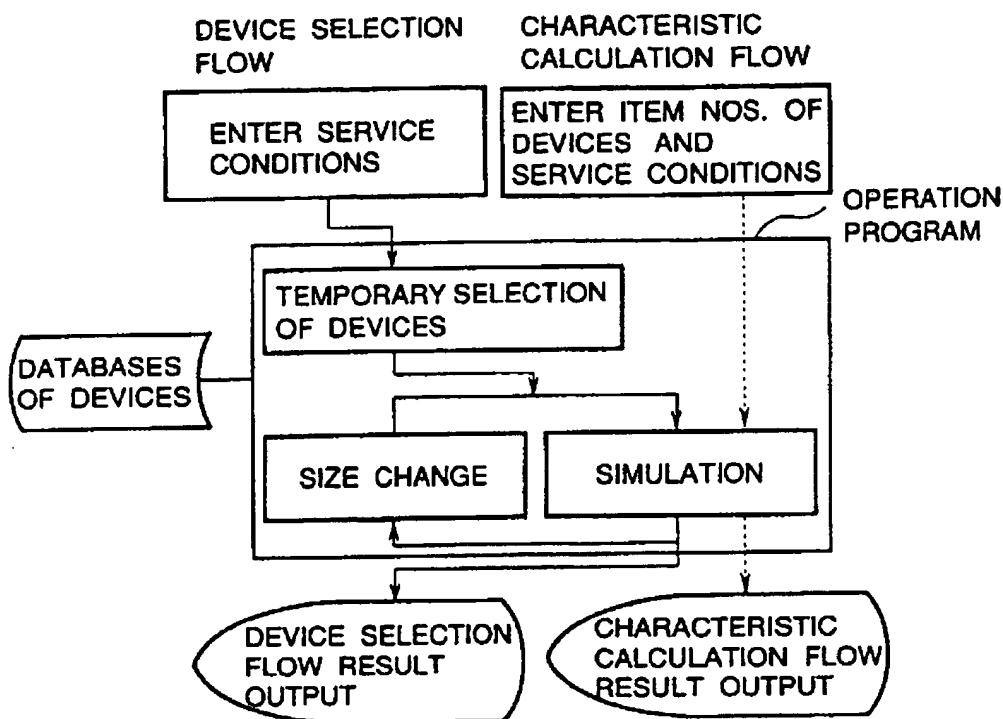 DEVICE SELECTION
FLOW
CHARACTERISTIC
CALCULATION FLOW
ENTER SERVICE
CONDITIONS
ENTER ITEM NOS. OF
DEVICES AND
SERVICE CONDITIONS
OPERATION
PROGRAM
TEMPORARY SELECTION
OF DEVICES
DATABASES
OF DEVICES
SIZE CHANGE
SIMULATION
DEVICE SELECTION
FLOW RESULT
OUTPUT
CHARACTERISTIC
CALCULATION FLOW
RESULT OUTPUT